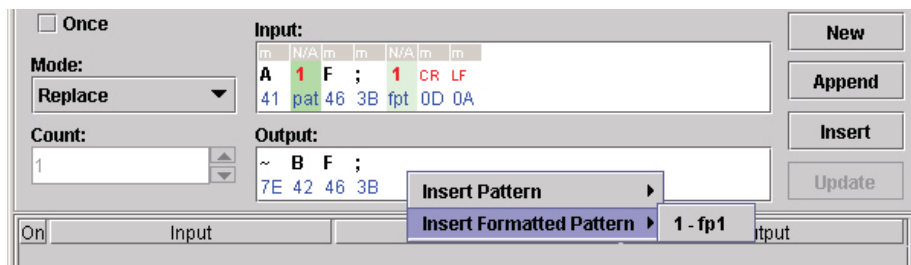 Once
Input:
New
m N/A m m N/A m m
Mode:
A 1 F ; 1 CR LF
Replace
41 pat 46 3B fpt 0D 0A
Append
Count:
Output:
Insert
1
~ B F ;
7E 42 46 3B
Update
Insert Pattern
Insert Formatted Pattern
1 - fp1
On
Input
tput